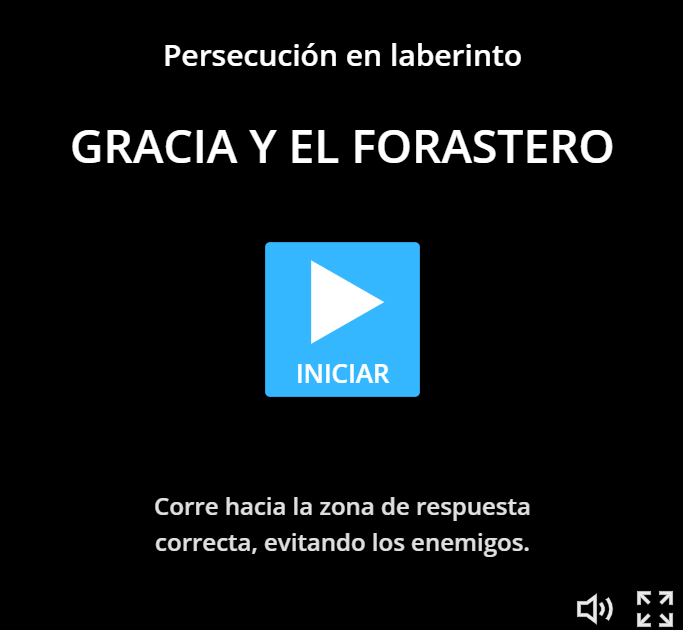 Persecución en laberinto
GRACIA Y EL FORASTERO
INICIAR
Corre hacia la zona de respuesta
correcta, evitando los enemigos.